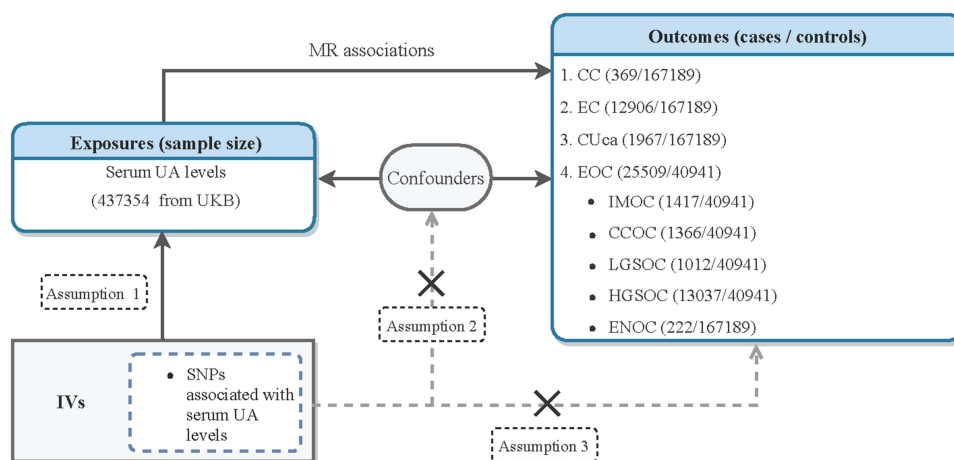 MR associations
Outcomes (cases / controls)
1. CC (369/167189)
2. EC (12906/167189)
3. CUca (1967/167189)
4. EOC (25509/40941)
• IMOC (1417/40941)
• CCOC (1366/40941)
• LGSOC (1012/40941)
• HGSOC (13037/40941)
• ENOC (222/167189)
Exposures (sample size)
Serum UA levels
(437354 from UKB)
Confounders
Assumption 1
Assumption 2
IVs
• SNPs
associated with
serum UA
levels
Assumption 3